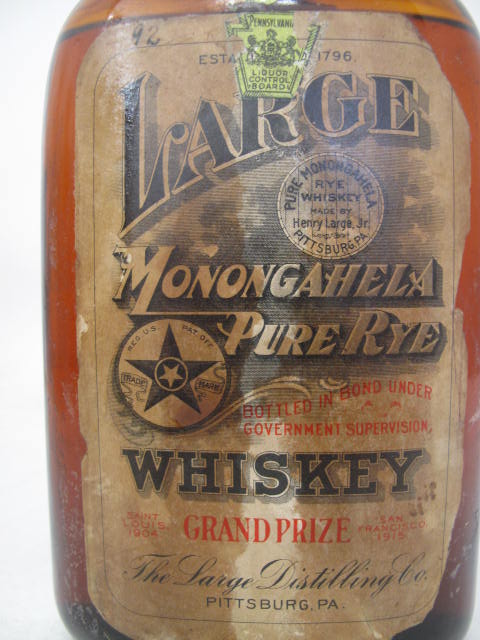 92
PENNSYLVANIA
LIQUOR
CONTROL
BOARD
1796.
LARGE
PURE MONONGAHELA
RYE
WHISKEY
MADE BY
Henry Large, Jr.
PITTSBURG, PA.
MONONGAHELA
PURE RYE
REG. U.S. PAT. OFF.
TRADE MARK
BOTTLED IN BOND UNDER
GOVERNMENT SUPERVISION
WHISKEY
SAINT
LOUIS,
1904
GRAND PRIZE
SAN
FRANCISCO
1915
The Large Distilling Co.
PITTSBURG, PA.